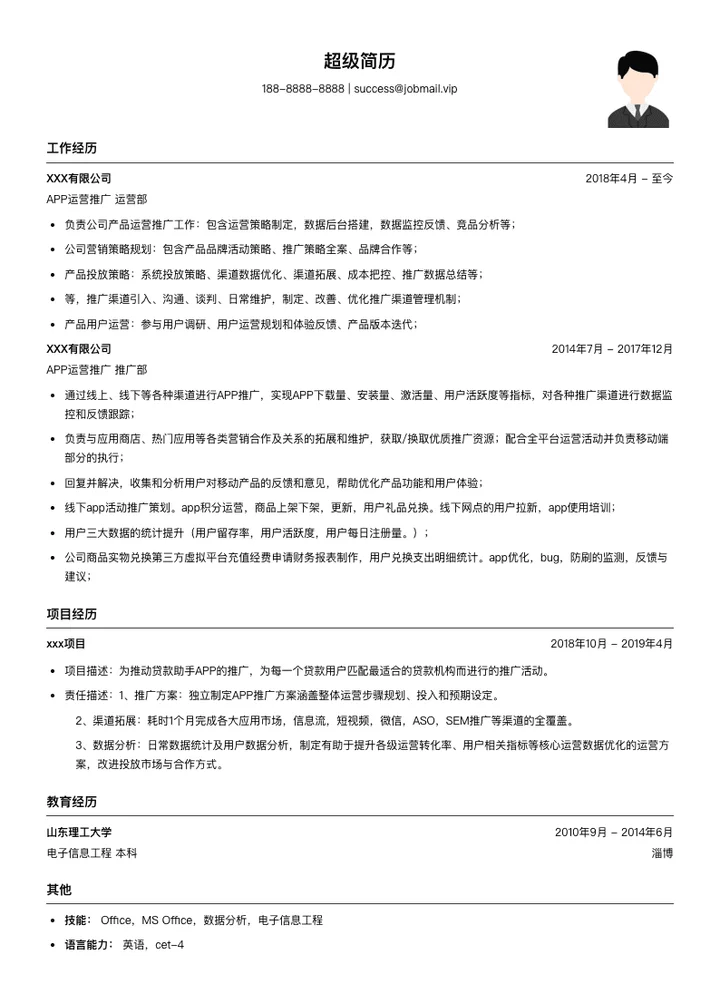 超级简历
188-8888-8888 | success@jobmail.vip
工作经历
XXX有限公司 2018年4月 – 至今
APP运营推广 运营部
• 负责公司产品运营推广工作：包含运营策略制定，数据后台搭建，数据监控反馈、竞品分析等；
• 公司营销策略规划：包含产品品牌活动策略、推广策略全案、品牌合作等；
• 产品投放策略：系统投放策略、渠道数据优化、渠道拓展、成本把控、推广数据总结等；
• 等，推广渠道引入、沟通、谈判、日常维护，制定、改善、优化推广渠道管理机制；
• 产品用户运营：参与用户调研、用户运营规划和体验反馈、产品版本迭代；
XXX有限公司 2014年7月 – 2017年12月
APP运营推广 推广部
• 通过线上、线下等各种渠道进行APP推广，实现APP下载量、安装量、激活量、用户活跃度等指标，对各种推广渠道进行数据监
控和反馈跟踪；
• 负责与应用商店、热门应用等各类营销合作及关系的拓展和维护，获取/换取优质推广资源；配合全平台运营活动并负责移动端
部分的执行；
• 回复并解决，收集和分析用户对移动产品的反馈和意见，帮助优化产品功能和用户体验；
• 线下app活动推广策划。app积分运营，商品上架下架，更新，用户礼品兑换。线下网点的用户拉新，app使用培训；
• 用户三大数据的统计提升（用户留存率，用户活跃度，用户每日注册量。）；
• 公司商品实物兑换第三方虚拟平台充值经费申请财务报表制作，用户兑换支出明细统计。app优化，bug，防刷的监测，反馈与
建议；
项目经历
xxx项目 2018年10月 – 2019年4月
• 项目描述：为推动贷款助手APP的推广，为每一个贷款用户匹配最适合的贷款机构而进行的推广活动。
• 责任描述：1、推广方案：独立制定APP推广方案涵盖整体运营步骤规划、投入和预期设定。
2、渠道拓展：耗时1个月完成各大应用市场，信息流，短视频，微信，ASO，SEM推广等渠道的全覆盖。
3、数据分析：日常数据统计及用户数据分析，制定有助于提升各级运营转化率、用户相关指标等核心运营数据优化的运营方
案，改进投放市场与合作方式。
教育经历
山东理工大学 2010年9月 – 2014年6月
电子信息工程 本科 淄博
其他
• 技能： Office，MS Office，数据分析，电子信息工程
• 语言能力： 英语，cet-4